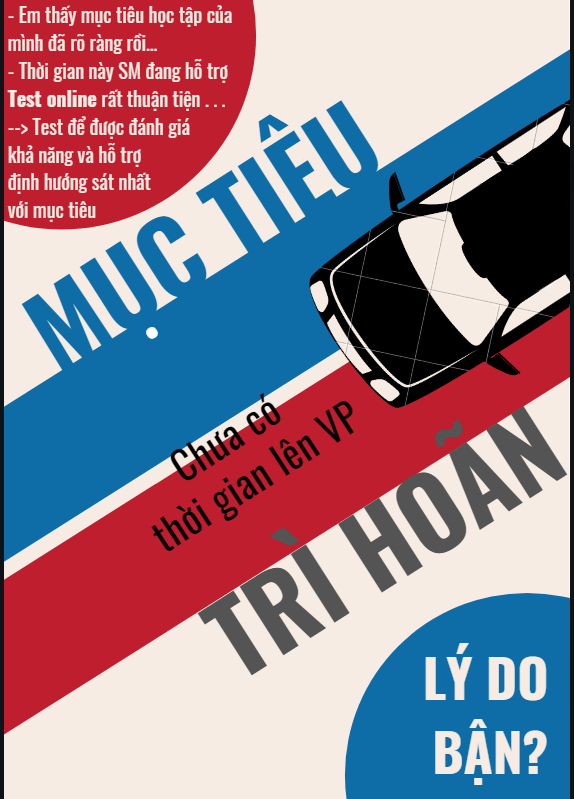 - Em thấy mục tiêu học tập của
mình đã rõ ràng rồi...
- Thời gian này SM đang hỗ trợ
Test online rất thuận tiện . . .
--> Test để được đánh giá
khả năng và hỗ trợ
định hướng sát nhất
với mục tiêu
MỤC TIÊU
Chưa có
thời gian lên VP
TRÌ HOÃN
LÝ DO
BẬN?